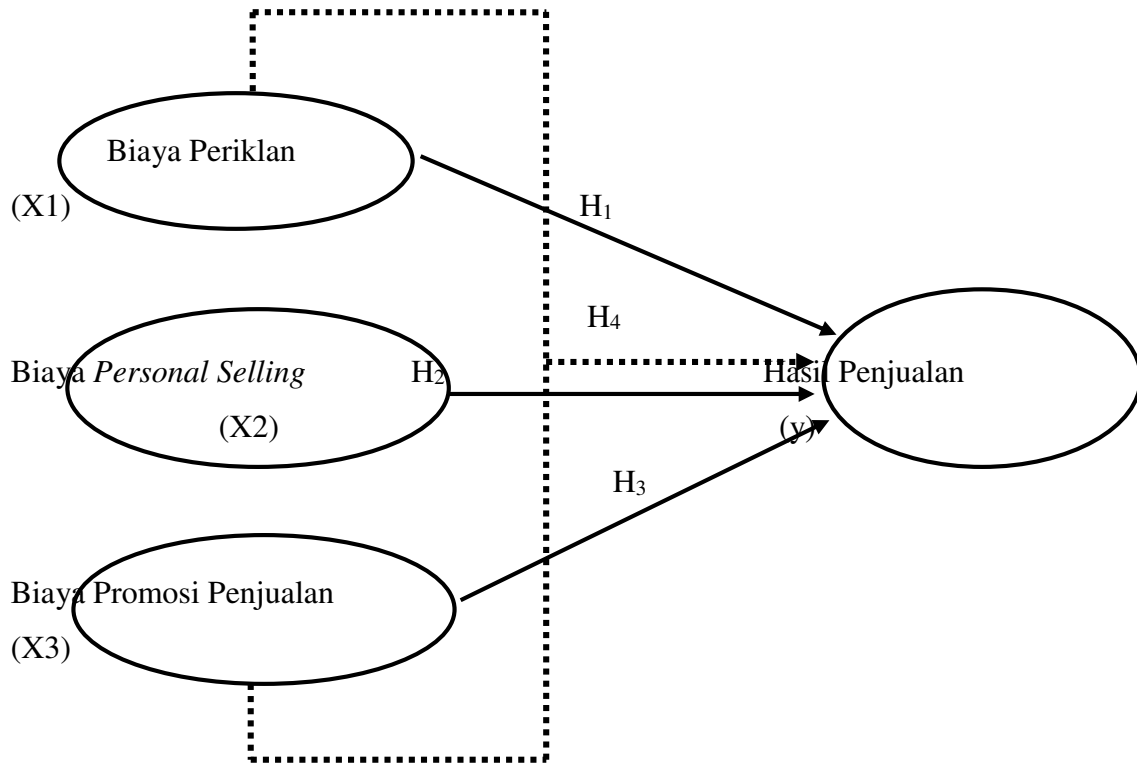 Biaya Periklan
(X1)
H₁
H₄
Biaya Personal Selling H₂ Hasil Penjualan
(X2) (y)
H₃
Biaya Promosi Penjualan
(X3)